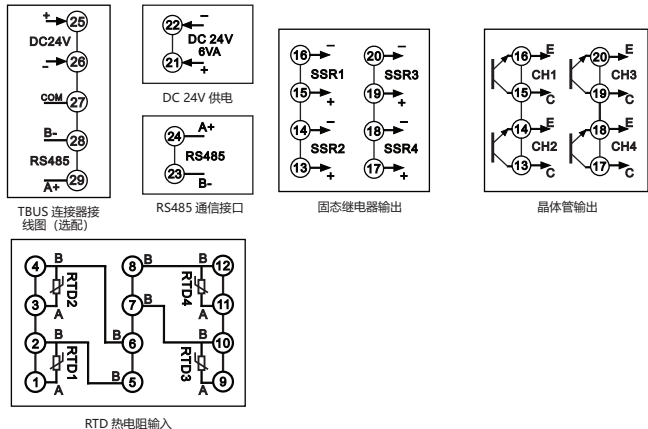 +
25
DC24V
-
26
COM
27
B-
28
RS485
A+
29
TBUS 连接器接
线图（选配）
22
-
DC 24V
6VA
21
+
DC 24V 供电
24
A+
RS485
23
B-
RS485 通信接口
16
-
SSR1
15
+
14
-
SSR2
13
+
20
-
SSR3
19
+
18
-
SSR4
17
+
固态继电器输出
16
E
CH1
15
C
14
E
CH2
13
C
20
E
CH3
19
C
18
E
CH4
17
C
晶体管输出
4
B
RTD2
3
A
2
B
RTD1
1
A
8
B
7
B
B
6
B
5
12
RTD4
A
11
B
10
RTD3
A
9
RTD 热电阻输入